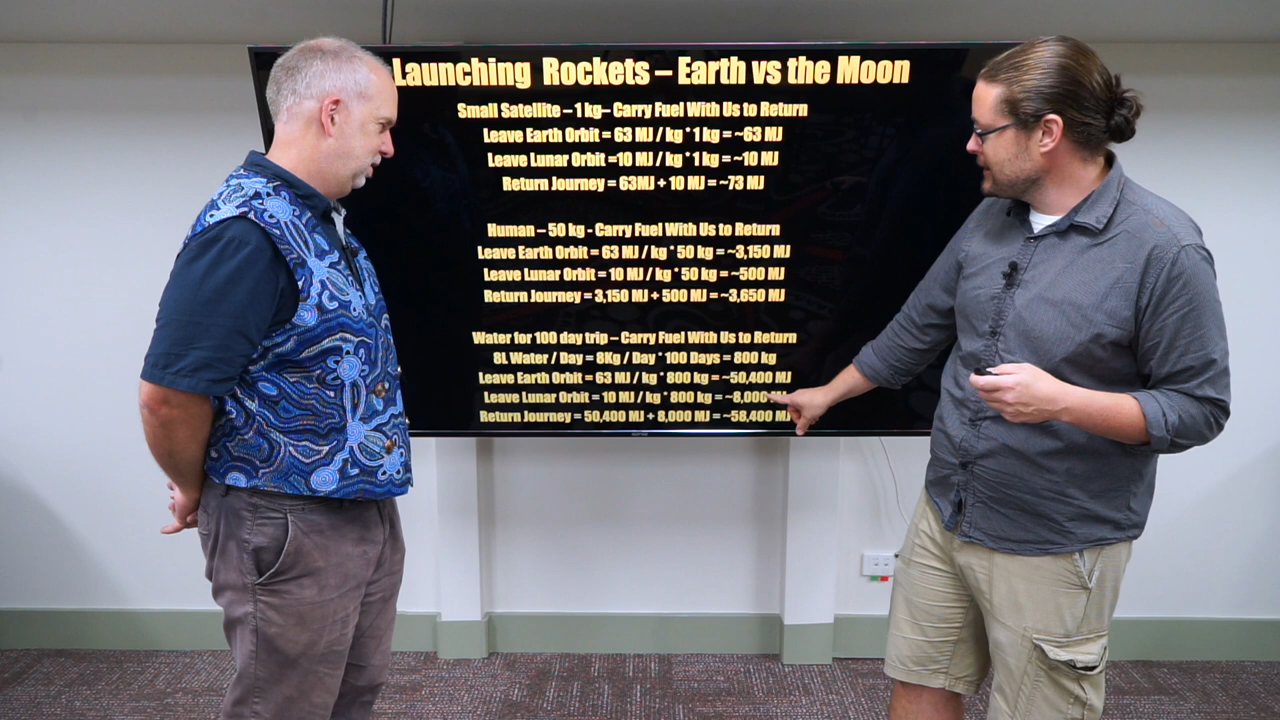 Launching Rockets – Earth vs the Moon
Small Satellite – 1 kg– Carry Fuel With Us to Return
Leave Earth Orbit = 63 MJ / kg * 1 kg = ~63 MJ
Leave Lunar Orbit =10 MJ / kg * 1 kg = ~10 MJ
Return Journey = 63MJ + 10 MJ = ~73 MJ
Human – 50 kg - Carry Fuel With Us to Return
Leave Earth Orbit = 63 MJ / kg * 50 kg = ~3,150 MJ
Leave Lunar Orbit = 10 MJ / kg * 50 kg = ~500 MJ
Return Journey = 3,150 MJ + 500 MJ = ~3,650 MJ
Water for 100 day trip – Carry Fuel With Us to Return
8L Water / Day = 8Kg / Day * 100 Days = 800 kg
Leave Earth Orbit = 63 MJ / kg * 800 kg = ~50,400 MJ
Leave Lunar Orbit = 10 MJ / kg * 800 kg = ~8,000 MJ
Return Journey = 50,400 MJ + 8,000 MJ = ~58,400 MJ